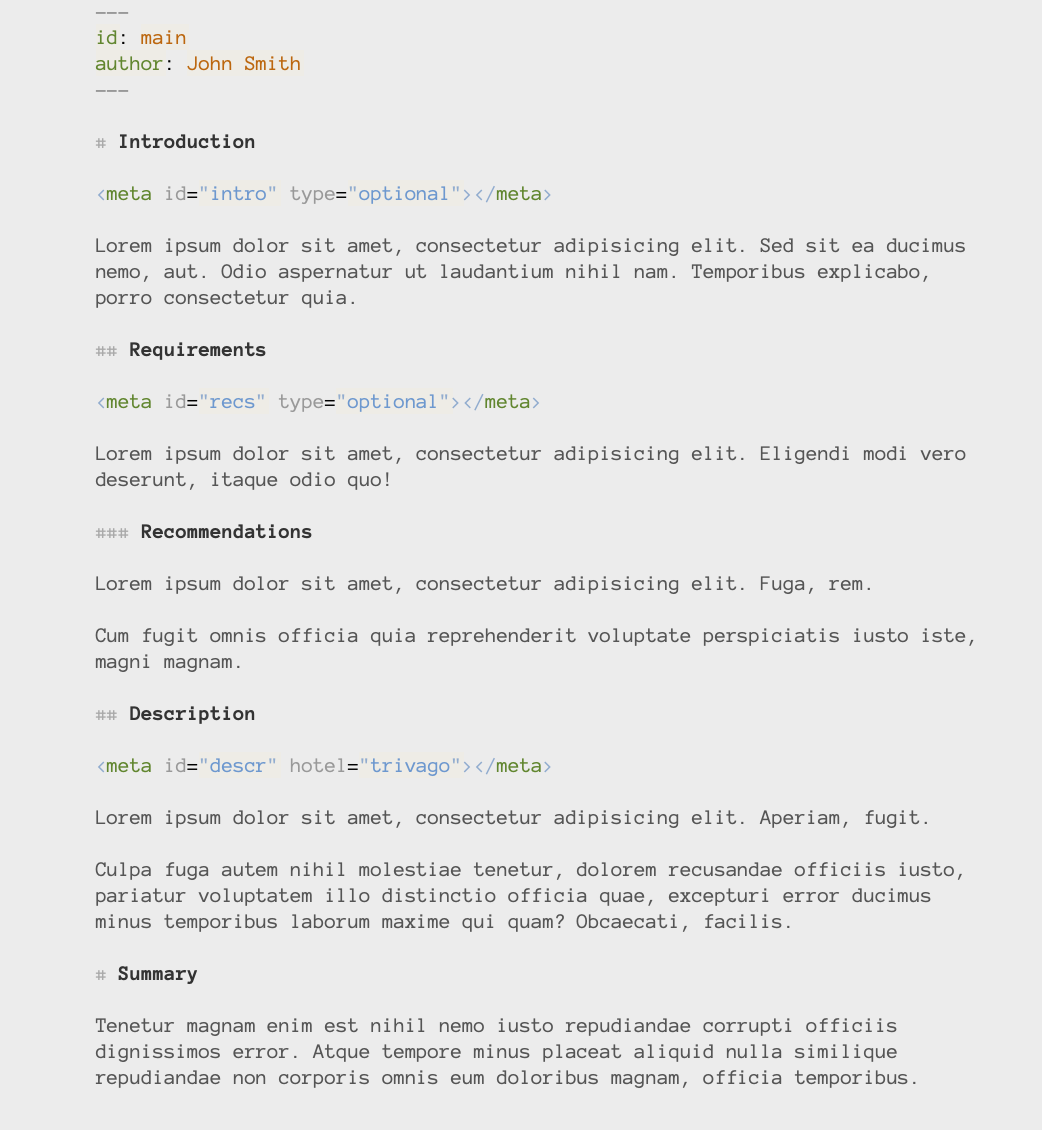 ---
id: main
author: John Smith
---
# Introduction
<meta id="intro" type="optional"></meta>
Lorem ipsum dolor sit amet, consectetur adipisicing elit. Sed sit ea ducimus
nemo, aut. Odio aspernatur ut laudantium nihil nam. Temporibus explicabo,
porro consectetur quia.
## Requirements
<meta id="recs" type="optional"></meta>
Lorem ipsum dolor sit amet, consectetur adipisicing elit. Eligendi modi vero
deserunt, itaque odio quo!
### Recommendations
Lorem ipsum dolor sit amet, consectetur adipisicing elit. Fuga, rem.
Cum fugit omnis officia quia reprehenderit voluptate perspiciatis iusto iste,
magni magnam.
## Description
<meta id="descr" hotel="trivago"></meta>
Lorem ipsum dolor sit amet, consectetur adipisicing elit. Aperiam, fugit.
Culpa fuga autem nihil molestiae tenetur, dolorem recusandae officiis iusto,
pariatur voluptatem illo distinctio officia quae, excepturi error ducimus
minus temporibus laborum maxime qui quam? Obcaecati, facilis.
# Summary
Tenetur magnam enim est nihil nemo iusto repudiandae corrupti officiis
dignissimos error. Atque tempore minus placeat aliquid nulla similique
repudiandae non corporis omnis eum doloribus magnam, officia temporibus.